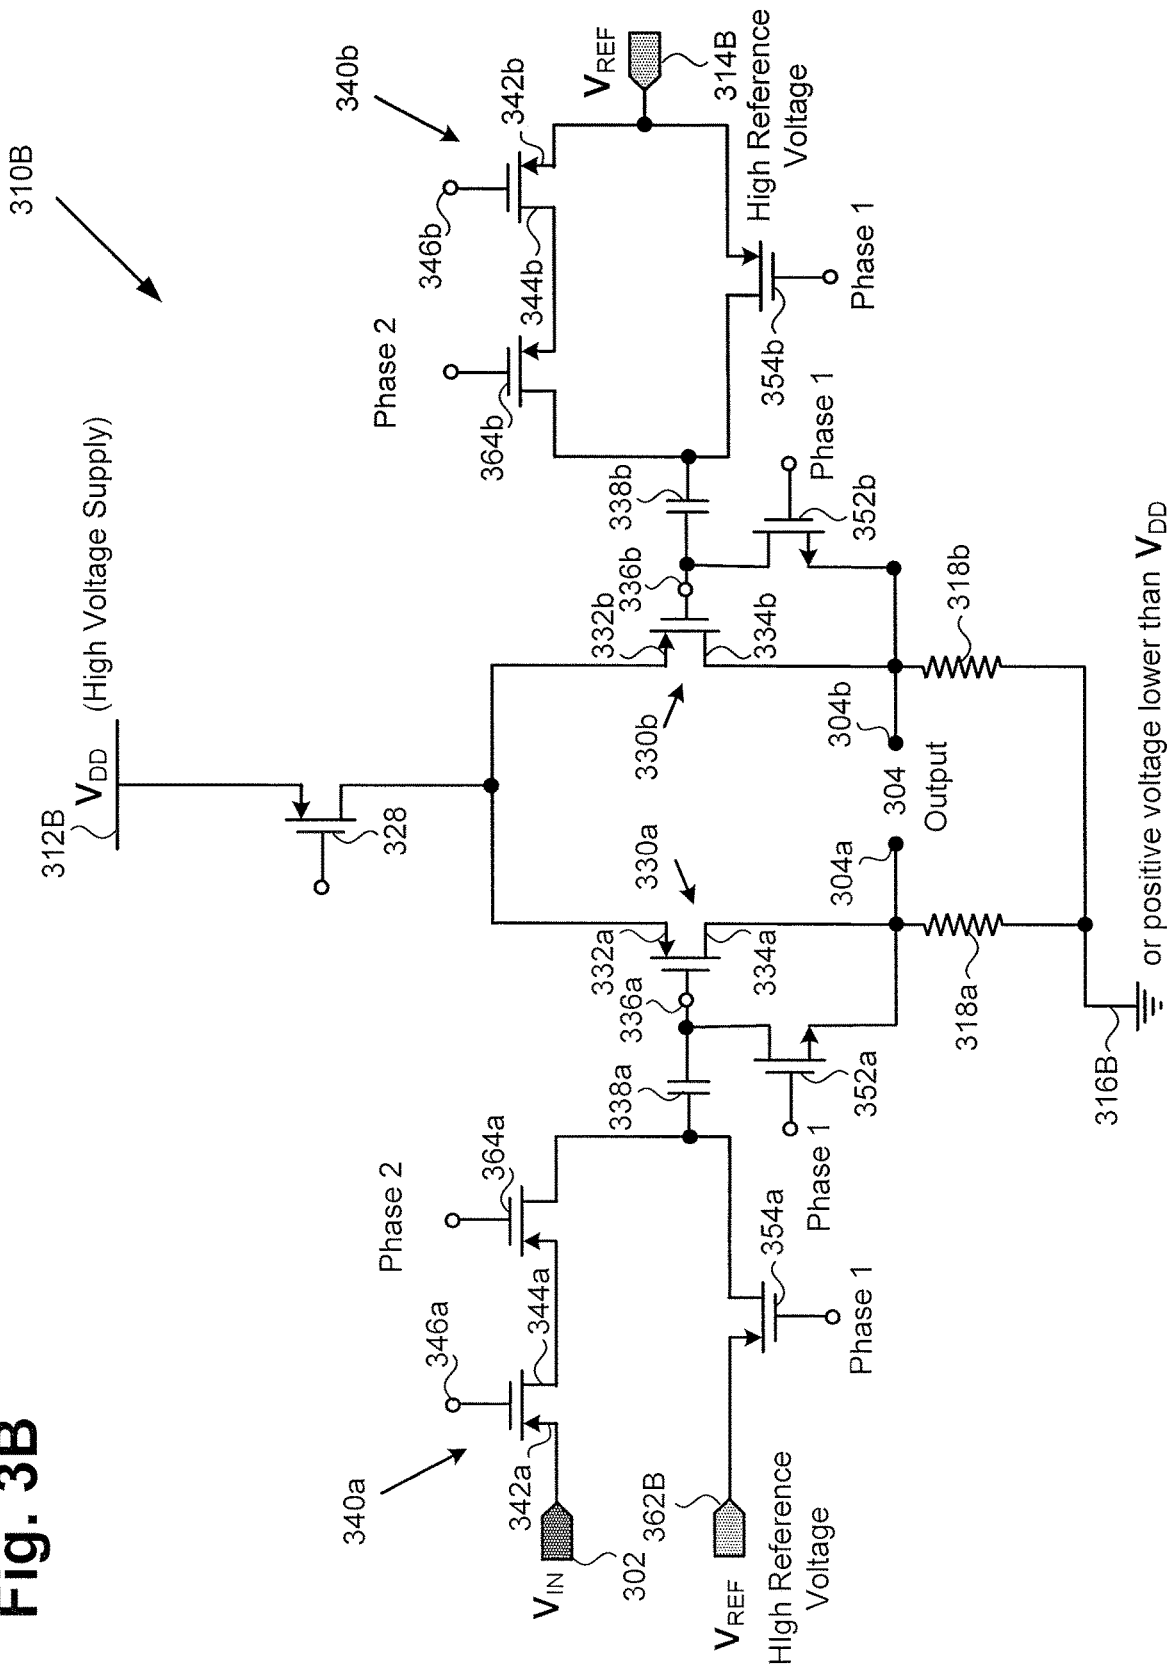 Fig. 3B
310B
312B
V_DD (High Voltage Supply)
328
340a
346a
Phase 2
364a
342a
344a
V_IN
302
362B
V_REF
HIgh Reference
Voltage
354a
Phase 1
338a
336a
332a
330a
334a
352a
Phase 1
304a
304
Output
304b
318a
318b
316B
or positive voltage lower than V_DD
330b
332b
334b
336b
338b
352b
Phase 1
354b
Phase 1
Phase 2
364b
344b
346b
342b
340b
V_REF
314B
High Reference
Voltage